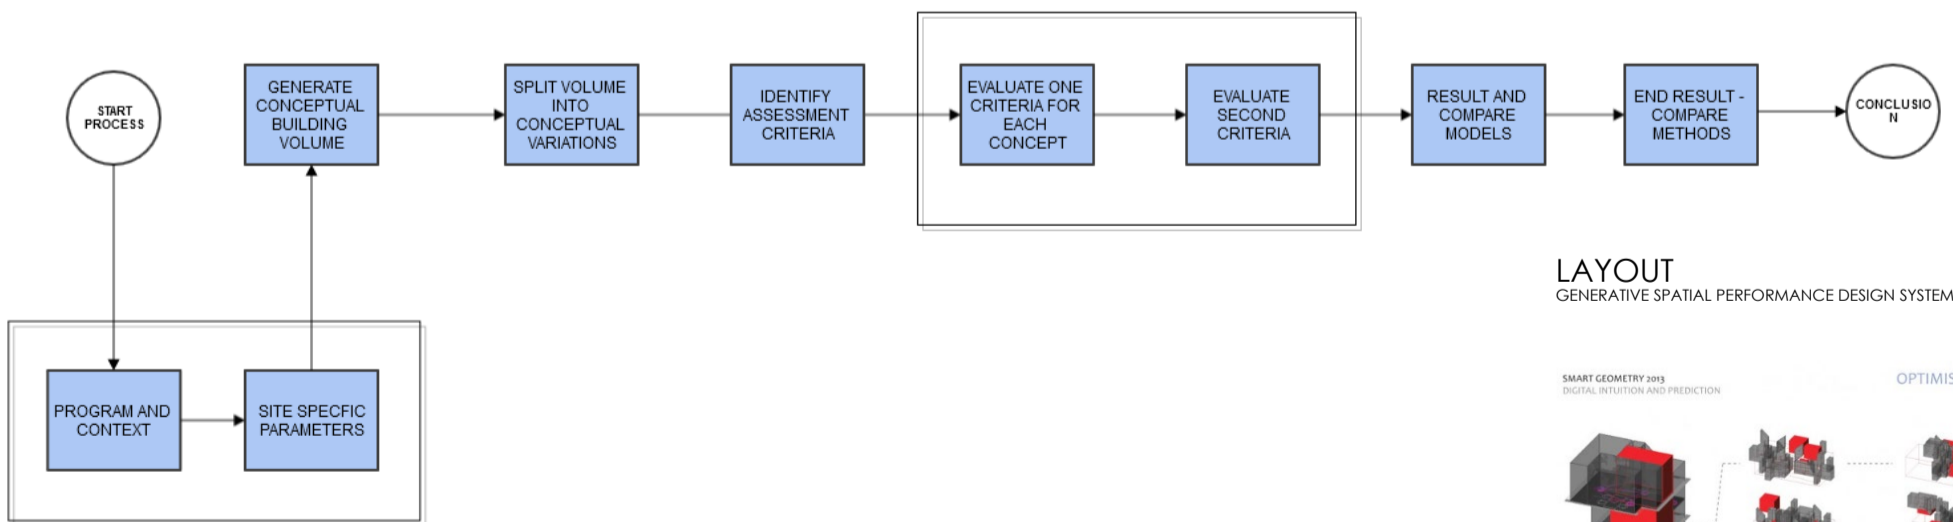 START
PROCESS
GENERATE
CONCEPTUAL
BUILDING
VOLUME
SPLIT VOLUME
INTO
CONCEPTUAL
VARIATIONS
IDENTIFY
ASSESSMENT
CRITERIA
EVALUATE ONE
CRITERIA FOR
EACH
CONCEPT
EVALUATE
SECOND
CRITERIA
RESULT AND
COMPARE
MODELS
END RESULT -
COMPARE
METHODS
CONCLUSIO
N
PROGRAM AND
CONTEXT
SITE SPECFIC
PARAMETERS
LAYOUT
GENERATIVE SPATIAL PERFORMANCE DESIGN SYSTEM
SMART GEOMETRY 2013
DIGITAL INTUITION AND PREDICTION
OPTIMIS